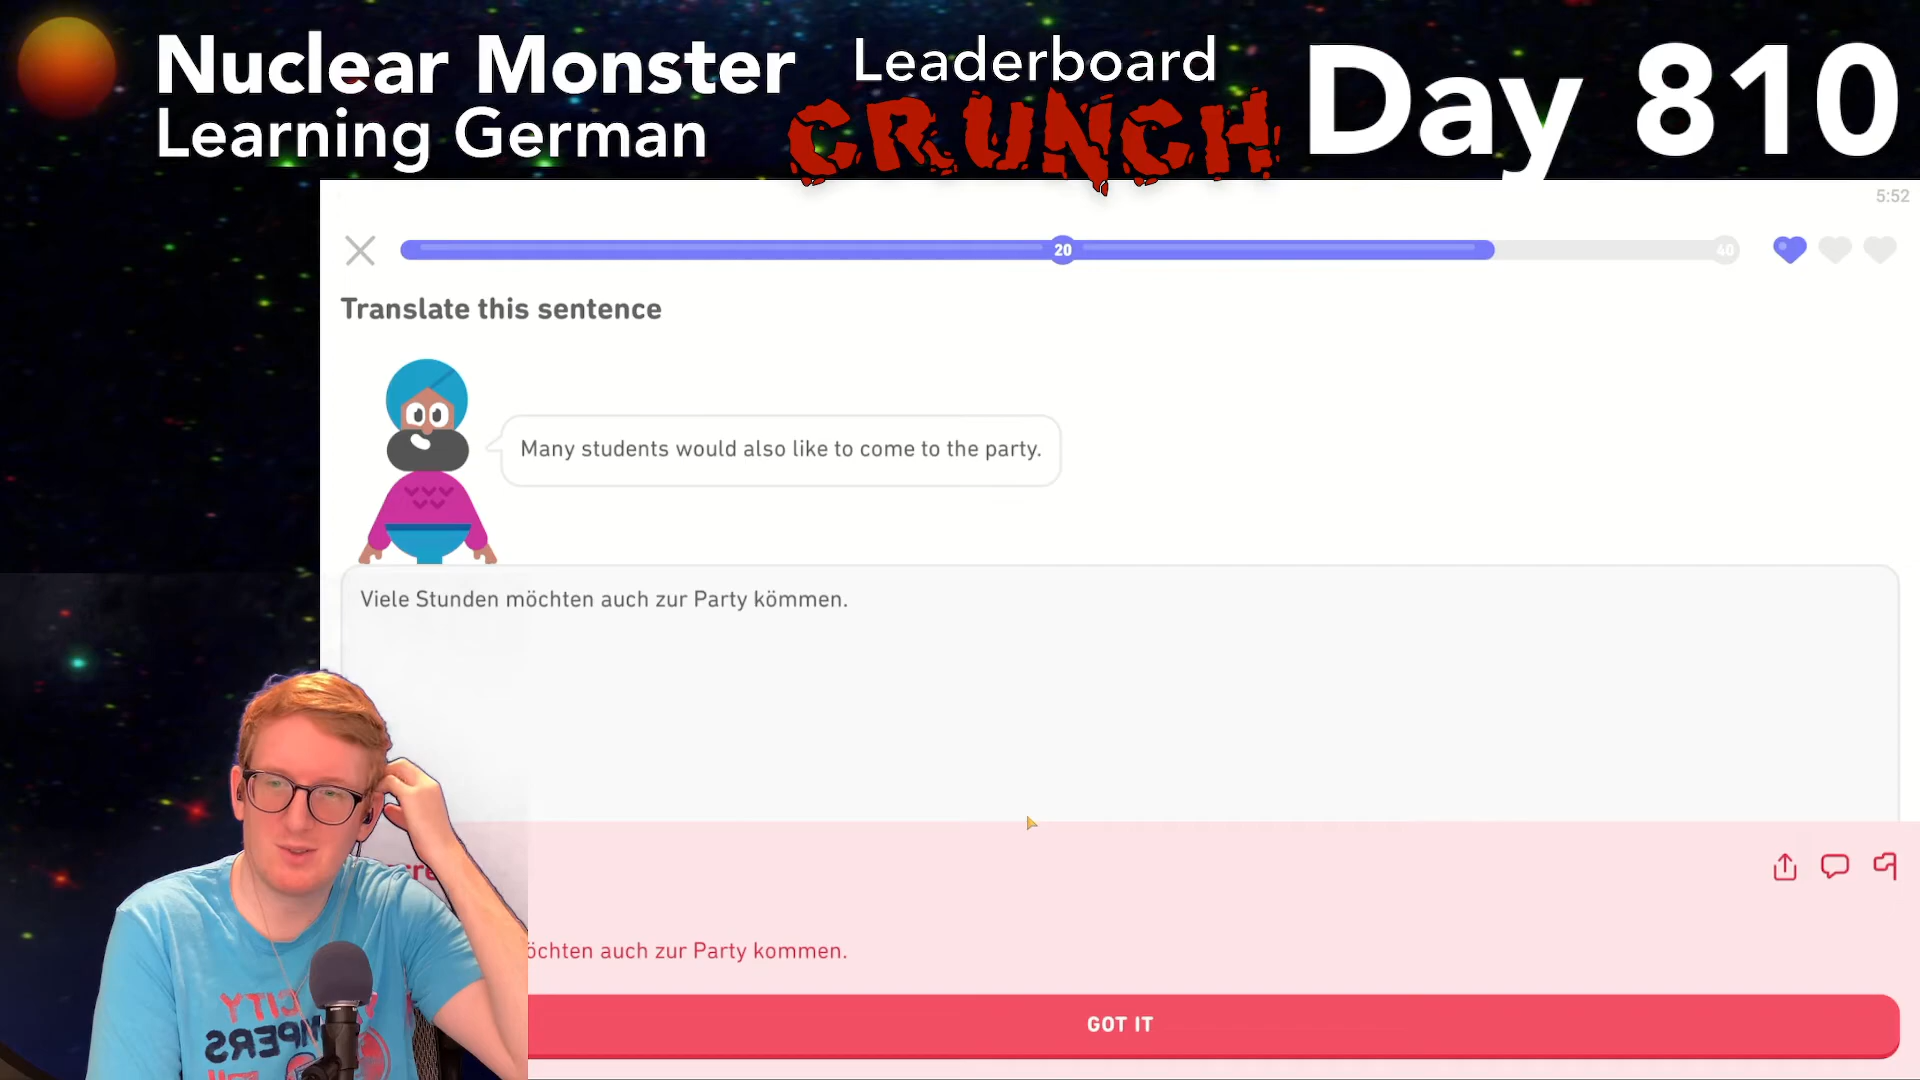 Nuclear Monster
Learning German
Leaderboard
CRUNCH
Day 810
5:52
20
40
Translate this sentence
Many students would also like to come to the party.
Viele Stunden möchten auch zur Party kömmen.
öchten auch zur Party kommen.
GOT IT
CITY